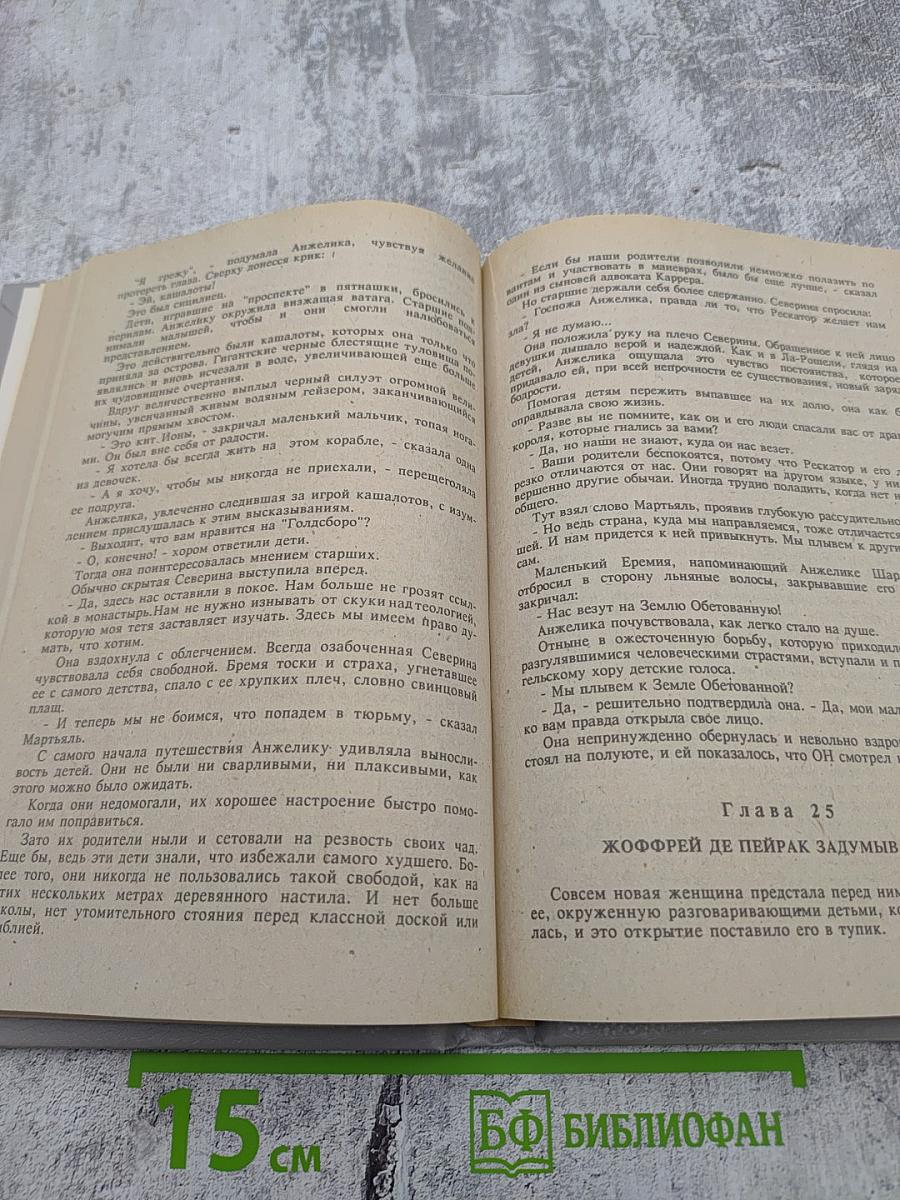 "Я грежу", - подумала Анжелика, чувствуя желание
протереть глаза. Сверху донесся крик:
- Эй, кашалоты!
Это был сицилиец.
Дети, игравшие на "проспекте" в пятнашки, бросились к
перилам. Анжелику окружила визжащая ватага. Старшие под-
нимали малышей, чтобы и они смогли налюбоваться
представлением.
Это действительно были кашалоты, которых она только что
приняла за острова. Гигантские черные блестящие туловища по-
являлись и вновь исчезали в воде, увеличивающей еще больше
их чудовищные очертания.
Вдруг величественно выплыл черный силуэт огромной вели-
чины, увенчанный живым водяным гейзером, заканчивающийся
могучим прямым хвостом.
- Это кит Ионы, - закричал маленький мальчик, топая нога-
ми. Он был вне себя от радости.
- Я хотела бы всегда жить на этом корабле, - сказала одна
из девочек.
- А я хочу, чтобы мы никогда не приехали, - перещеголяла
ее подруга.
Анжелика, увлеченно следившая за игрой кашалотов, с изум-
лением прислушалась к этим высказываниям.
- Выходит, что вам нравится на "Голдсборо"?
- О, конечно! - хором ответили дети.
Тогда она поинтересовалась мнением старших.
Обычно скрытая Северина выступила вперед.
- Да, здесь нас оставили в покое. Нам больше не грозят ссыл-
кой в монастырь.Нам не нужно изнывать от скуки над теологией,
которую моя тетя заставляет изучать. Здесь мы имеем право ду-
мать, что хотим.
Она вздохнула с облегчением. Всегда озабоченная Северина
чувствовала себя свободной. Бремя тоски и страха, угнетавшее
ее с самого детства, спало с ее хрупких плеч, словно свинцовый
плащ.
- И теперь мы не боимся, что попадем в тюрьму, - сказал
Мартьяль.
С самого начала путешествия Анжелику удивляла выносли-
вость детей. Они не были ни сварливыми, ни плаксивыми, как
этого можно было ожидать.
Когда они недомогали, их хорошее настроение быстро помо-
гало им поправиться.
Зато их родители ныли и сетовали на резвость своих чад.
Еще бы, ведь эти дети знали, что избежали самого худшего. Бо-
лее того, они никогда не пользовались такой свободой, как на
тих нескольких метрах деревянного настила. И нет больше
колы, нет утомительного стояния перед классной доской или
иблией.
- Если бы наши родители позволили немножко полазить по
вантам и участвовать в маневрах, было бы еще лучше, - сказал
один из сыновей адвоката Каррера.
Но старшие держали себя более сдержанно. Северина спросила:
- Госпожа Анжелика, правда ли то, что Рескатор желает нам
зла?
- Я не думаю...
Она положила руку на плечо Северины. Обращенное к ней лицо
девушки дышало верой и надеждой. Как и в Ла-Рошели, глядя на
детей, Анжелика ощущала это чувство постоянства, которое
придавало ей, при всей непрочности ее существования, новый заряд
бодрости.
Помогая детям пережить выпавшее на их долю, она как б
оправдывала свою жизнь.
- Разве вы не помните, как он и его люди спасали вас от драг
короля, которые гнались за вами?
- Да, но наши не знают, куда он нас везет.
- Ваши родители беспокоятся, потому что Рескатор и его л
резко отличаются от нас. Они говорят на другом языке, у ни
вершенно другие обычаи. Иногда трудно поладить, когда нет н
общего.
Тут взял слово Мартьяль, проявив глубокую рассудительно
- Но ведь страна, куда мы направляемся, тоже отличается
шей. И нам придется к ней привыкнуть. Мы плывем к други
сам.
Маленький Еремия, напоминающий Анжелике Шар
отбросил в сторону льняные волосы, закрывавшие его
закричал:
- Нас везут на Землю Обетованную!
Анжелика почувствовала, как легко стало на душе.
Отныне в ожесточенную борьбу, которую приходило
разгулявшимися человеческими страстями, вступали и п
гельскому хору детские голоса.
- Мы плывем к Земле Обетованной?
- Да, - решительно подтвердила она. - Да, мои мал
ко вам правда открыла свое лицо.
Она непринужденно обернулась и невольно вздро
стоял на полуюте, и ей показалось, что ОН смотрел н
Глава 25
ЖОФФРЕЙ ДЕ ПЕЙРАК ЗАДУМЫВ
Совсем новая женщина предстала перед ним
ее, окруженную разговаривающими детьми, ко
лась, и это открытие поставило его в тупик.
15 см
БФ БИБЛИОФАН